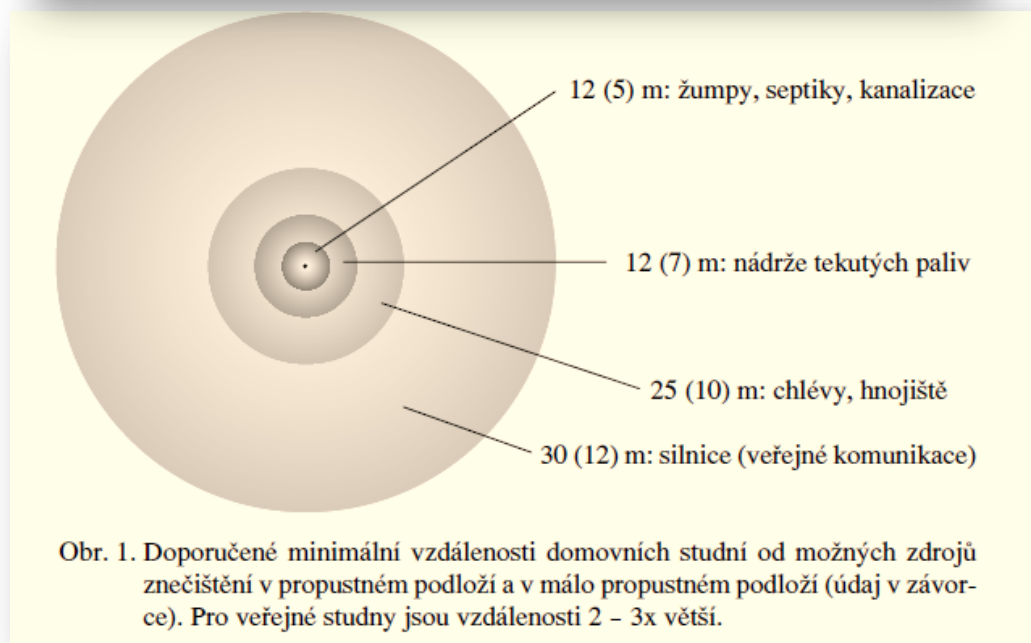 12 (5) m: žumpy, septiky, kanalizace
12 (7) m: nádrže tekutých paliv
25 (10) m: chlévy, hnojiště
30 (12) m: silnice (veřejné komunikace)
Obr. 1. Doporučené minimální vzdálenosti domovních studní od možných zdrojů
znečištění v propustném podloží a v málo propustném podloží (údaj v závor-
ce). Pro veřejné studny jsou vzdálenosti 2 – 3x větší.